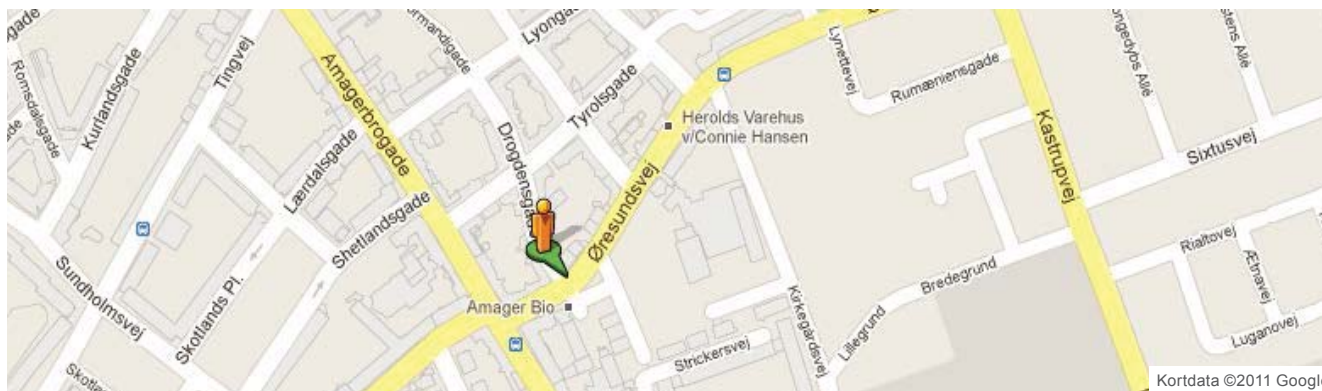 Lyongade
Tingvej
Kurlandsgade
Romsdalsgade
Amagerbrogade
Lærdalsgade
Shetlandsgade
Skotlands Pl.
Sundholmsvej
Drogdensgade
Tyrolsgade
Øresundsvej
Amager Bio
Herolds Varehus
v/Connie Hansen
Strickersvej
Kirkegårdsvej
Lynettevej
Rumæniensgade
Kastrupvej
Sixtusvej
Bredegrund
Lillegrund
Rialtovej
Ætnavej
Luganovej
Kortdata ©2011 Google